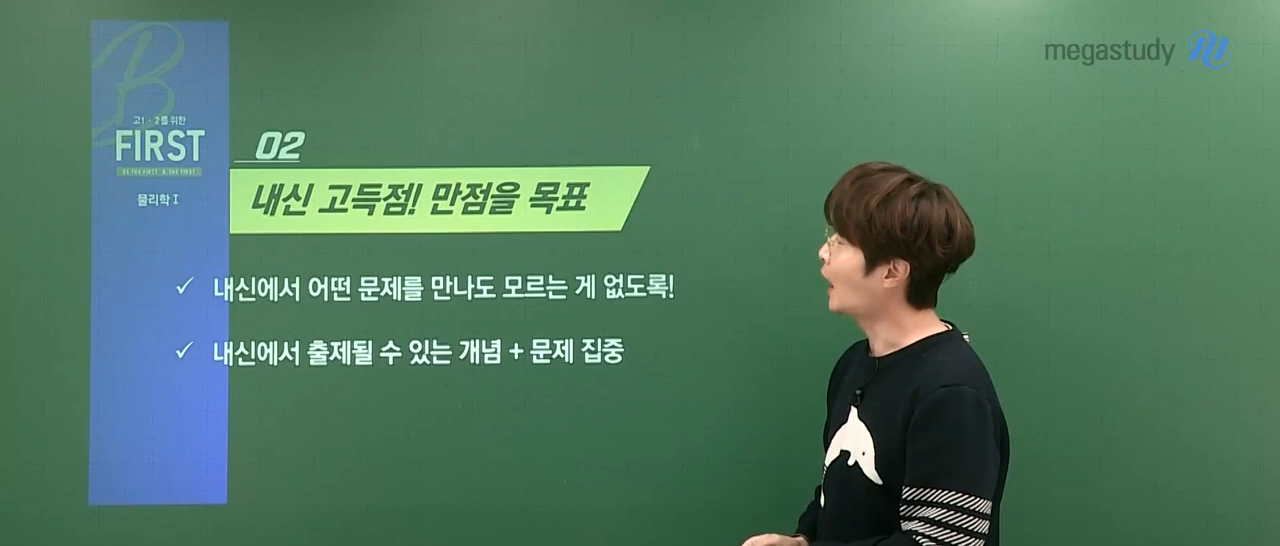 megastudy
B
고1·2를 위한
FIRST
물리학 I
02
내신 고득점! 만점을 목표
✓ 내신에서 어떤 문제를 만나도 모르는 게 없도록!
✓ 내신에서 출제될 수 있는 개념 + 문제 집중